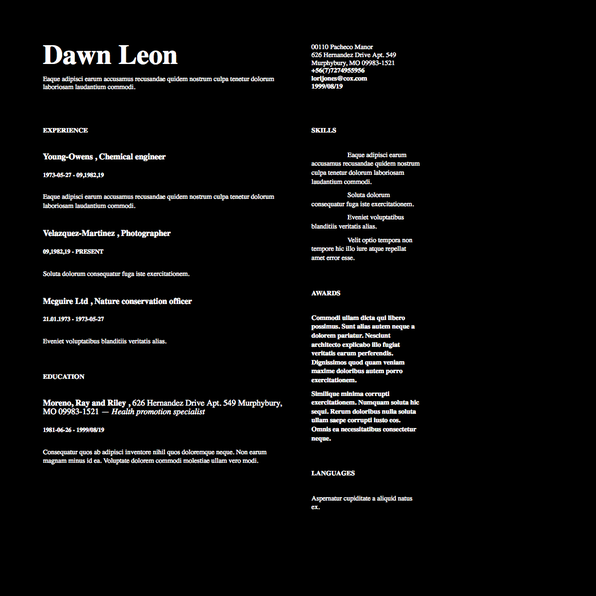 Dawn Leon
Eaque adipisci earum accusamus recusandae quidem nostrum culpa tenetur dolorum
laboriosam laudantium commodi.
00110 Pacheco Manor
626 Hernandez Drive Apt. 549
Murphybury, MO 09983-1521
+56(7)7274955956
lorijones@cox.com
1999/08/19
EXPERIENCE
Young-Owens , Chemical engineer
1973-05-27 - 09,1982,19
Eaque adipisci earum accusamus recusandae quidem nostrum culpa tenetur dolorum
laboriosam laudantium commodi.
Velazquez-Martinez , Photographer
09,1982,19 - PRESENT
Soluta dolorum consequatur fuga iste exercitationem.
Mcguire Ltd , Nature conservation officer
21.01.1973 - 1973-05-27
Eveniet voluptatibus blanditiis veritatis alias.
EDUCATION
Moreno, Ray and Riley , 626 Hernandez Drive Apt. 549 Murphybury,
MO 09983-1521 — Health promotion specialist
1981-06-26 - 1999/08/19
Consequatur quos ab adipisci inventore nihil quos doloremque neque. Non earum
magnam minus id ea. Voluptate dolorem commodi molestiae ullam vero modi.
SKILLS
Eaque adipisci earum
accusamus recusandae quidem nostrum
culpa tenetur dolorum laboriosam
laudantium commodi.
Soluta dolorum
consequatur fuga iste exercitationem.
Eveniet voluptatibus
blanditiis veritatis alias.
Velit optio tempora non
tempore hic illo iure atque repellat
amet error esse.
AWARDS
Commodi ullam dicta qui libero
possimus. Sunt alias autem neque a
dolorem pariatur. Nesciunt
architecto explicabo illo fugiat
veritatis earum perferendis.
Dignissimos quod quam veniam
maxime doloribus autem porro
exercitationem.
Similique minima corrupti
exercitationem. Numquam soluta hic
sequi. Rerum doloribus nulla soluta
ullam saepe corrupti iusto eos.
Omnis ea necessitatibus consectetur
neque.
LANGUAGES
Aspernatur cupiditate a aliquid natus
ex.